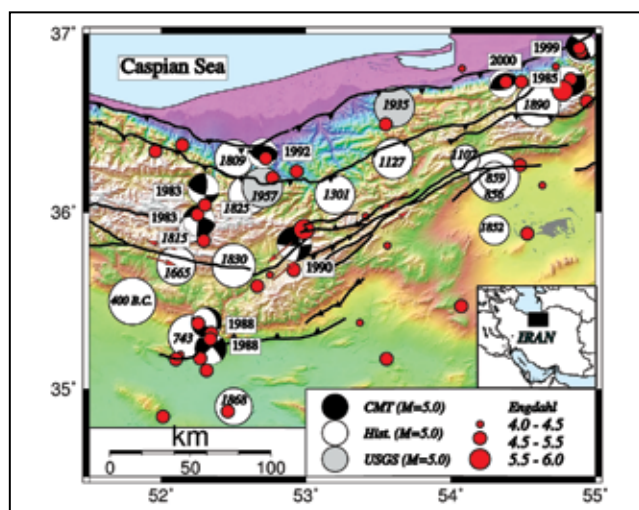 37°
36°
35°
52°
53°
54°
55°
Caspian Sea
1999
2000
1985
1935
1890
1992
1809
1127
1107
1983
1957
859
856
1825
1301
1983
1815
1852
1830
1665
1990
400 B.C.
1988
743
1988
1868
IRAN
km
0 50 100
CMT (M=5.0)
Hist. (M=5.0)
USGS (M=5.0)
Engdahl
4.0 - 4.5
4.5 - 5.5
5.5 - 6.0